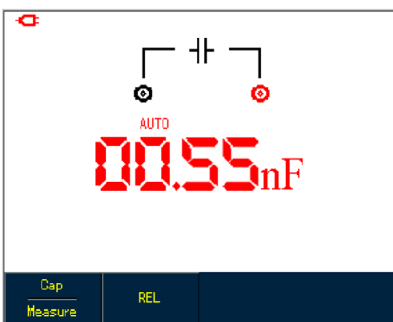 AUTO
00.55nF
Cap
REL
Measure